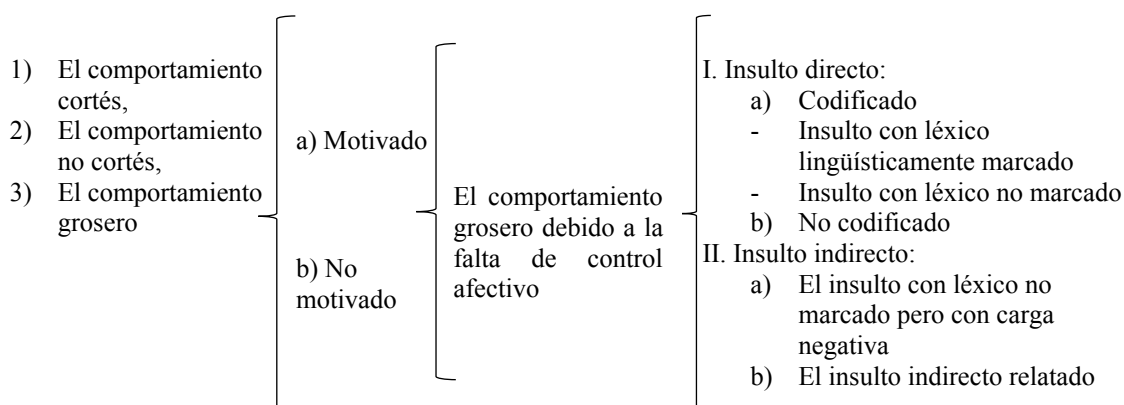 1) El comportamiento
cortés,
2) El comportamiento
no cortés,
3) El comportamiento
grosero
a) Motivado
b) No
motivado
El comportamiento
grosero debido a la
falta de control
afectivo
I. Insulto directo:
a) Codificado
- Insulto con léxico
lingüísticamente marcado
- Insulto con léxico no marcado
b) No codificado
II. Insulto indirecto:
a) El insulto con léxico no
marcado pero con carga
negativa
b) El insulto indirecto relatado